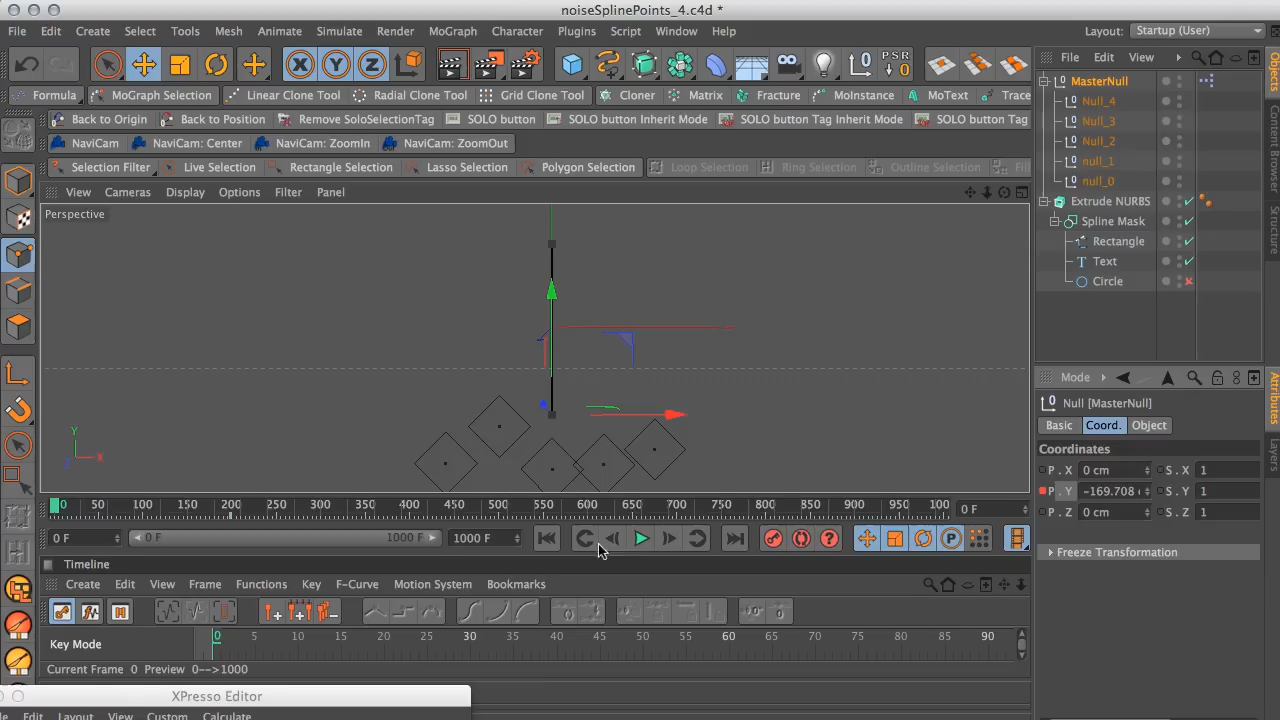 noiseSplinePoints_4.c4d *
File Edit Create Select Tools Mesh Animate Simulate Render MoGraph Character Plugins Script Window Help Layout: Startup (User)
X Y Z PSR 0
File Edit View
Formula MoGraph Selection Linear Clone Tool Radial Clone Tool Grid Clone Tool Cloner Matrix Fracture MoInstance MoText Trace
Back to Origin Back to Position Remove SoloSelectionTag SOLO button SOLO button Inherit Mode SOLO button Tag Inherit Mode SOLO button Tag
NaviCam NaviCam: Center NaviCam: ZoomIn NaviCam: ZoomOut
Selection Filter Live Selection Rectangle Selection Lasso Selection Polygon Selection Loop Selection Ring Selection Outline Selection Fil
View Cameras Display Options Filter Panel
Perspective
Y
X
Z
MasterNull
Null_4
Null_3
Null_2
null_1
null_0
Extrude NURBS
Spline Mask
Rectangle
Text
Circle
Objects
Content Browser
Structure
Mode
Null [MasterNull]
Basic Coord. Object
Coordinates
P . X 0 cm S . X 1
P . Y -169.708 c S . Y 1
P . Z 0 cm S . Z 1
Freeze Transformation
Attributes
Layers
0 50 100 150 200 250 300 350 400 450 500 550 600 650 700 750 800 850 900 950 100 0 F
0 F 0 F 1000 F 1000 F
Timeline
Create Edit View Frame Functions Key F-Curve Motion System Bookmarks
Key Mode 0 5 10 15 20 25 30 35 40 45 50 55 60 65 70 75 80 85 90
Current Frame 0 Preview 0-->1000
XPresso Editor
le Edit Layout View Custom Calculate